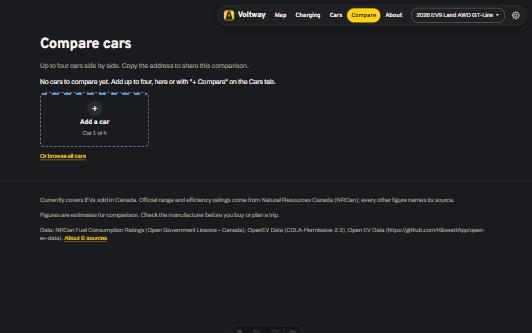 Voltway Map Charging Cars Compare About 2026 EV9 Land AWD GT-Line
Compare cars
Up to four cars side by side. Copy the address to share this comparison.
No cars to compare yet. Add up to four, here or with "+ Compare" on the Cars tab.
+
Add a car
Car 1 of 4
Or browse all cars
Currently covers EVs sold in Canada. Official range and efficiency ratings come from Natural Resources Canada (NRCan); every other figure names its source.
Figures are estimates for comparison. Check the manufacturer before you buy or plan a trip.
Data: NRCan Fuel Consumption Ratings (Open Government Licence – Canada), OpenEV Data (CDLA-Permissive-2.0), Open EV Data (https://github.com/KilowattApp/open-
ev-data). About & sources